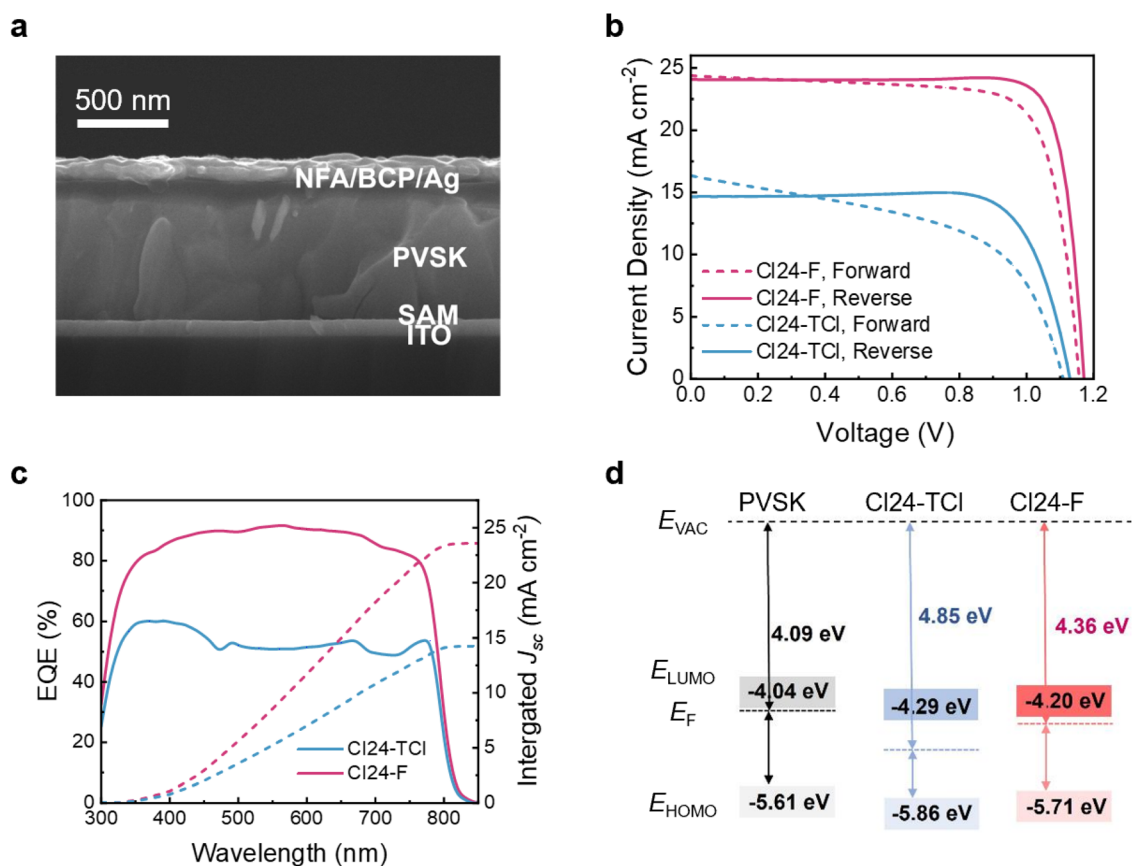 a
500 nm
NFA/BCP/Ag
PVSK
SAM
ITO
b
25
20
15
10
5
0
0.0 0.2 0.4 0.6 0.8 1.0 1.2
Current Density (mA cm-2)
Voltage (V)
Cl24-F, Forward
Cl24-F, Reverse
Cl24-TCl, Forward
Cl24-TCl, Reverse
c
100
80
60
40
20
0
EQE (%)
300 400 500 600 700 800
Wavelength (nm)
25
20
15
10
5
0
Intergated Jsc (mA cm-2)
Cl24-TCl
Cl24-F
d
PVSK Cl24-TCl Cl24-F
EVAC
4.09 eV
4.85 eV
4.36 eV
ELUMO
-4.04 eV
-4.29 eV
-4.20 eV
EF
EHOMO
-5.61 eV
-5.86 eV
-5.71 eV